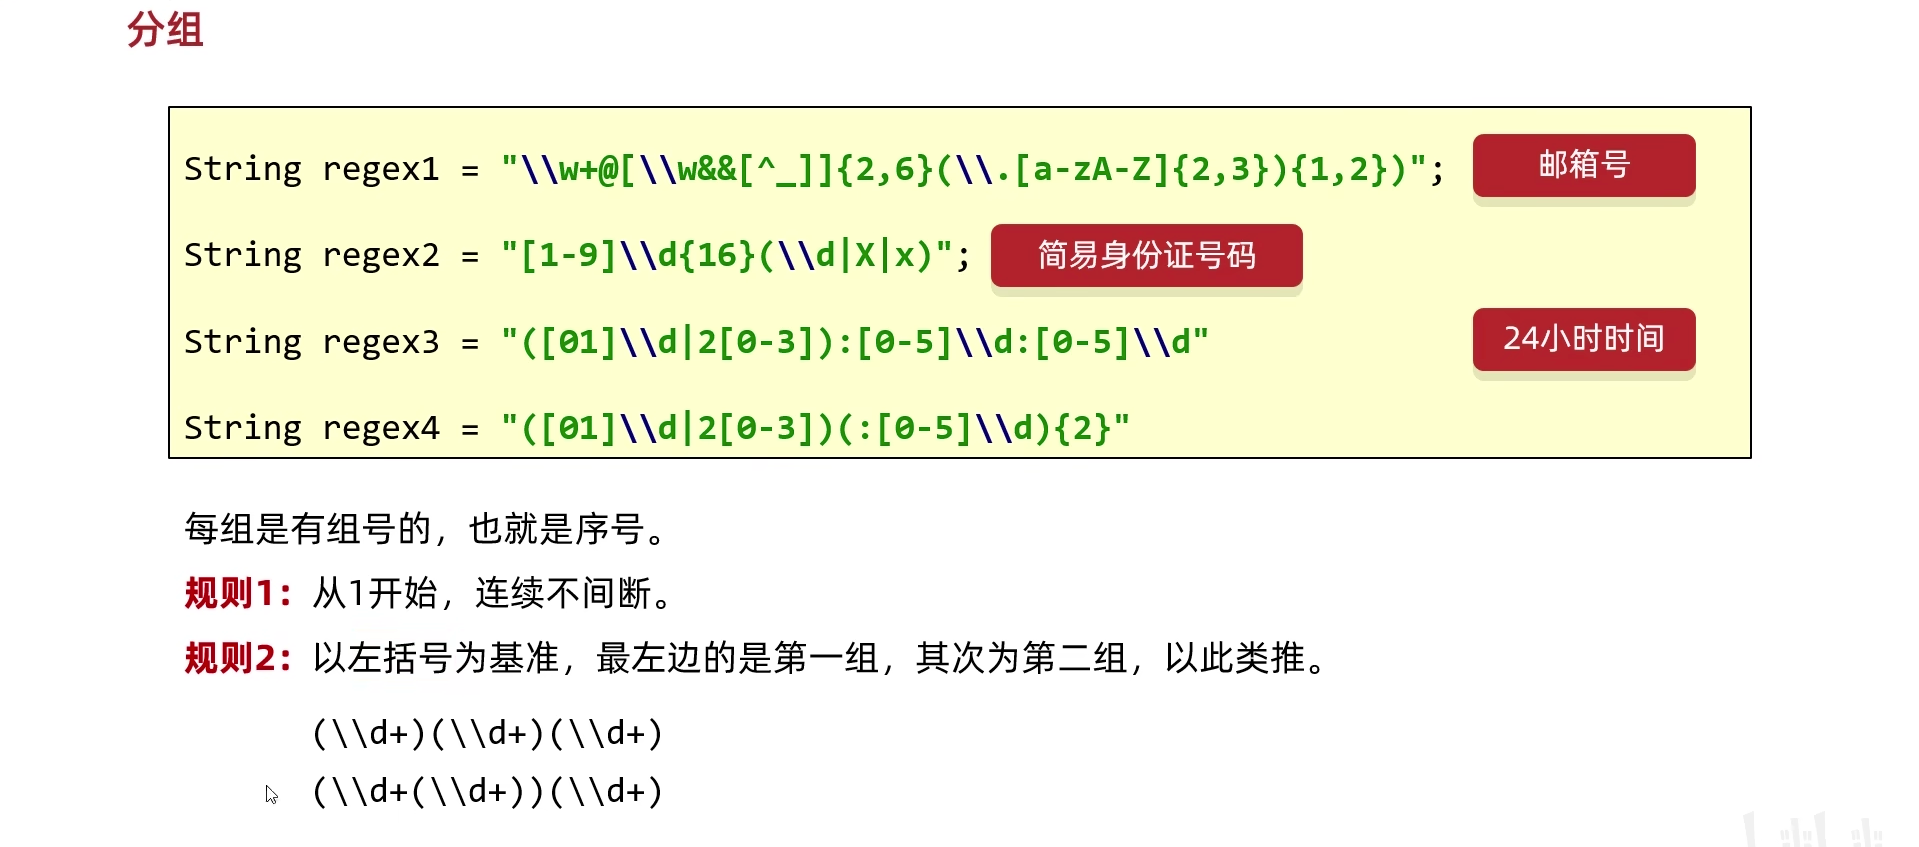 分组
String regex1 = "\\w+@[\\w&&[^_]]{2,6}(\\.[a-zA-Z]{2,3}){1,2})"; 邮箱号
String regex2 = "[1-9]\\d{16}(\\d|X|x)"; 简易身份证号码
String regex3 = "([01]\\d|2[0-3]):[0-5]\\d:[0-5]\\d" 24小时时间
String regex4 = "([01]\\d|2[0-3])(:[0-5]\\d){2}"
每组是有组号的，也就是序号。
规则1：从1开始，连续不间断。
规则2：以左括号为基准，最左边的是第一组，其次为第二组，以此类推。
(\\d+)(\\d+)(\\d+)
(\\d+(\\d+))(\\d+)